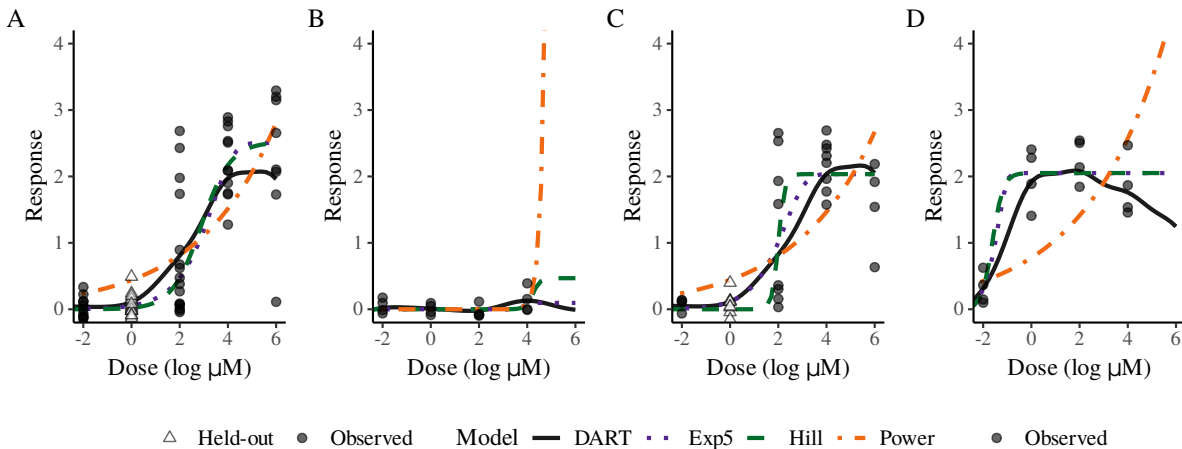 A
B
C
D
Response
Response
Response
Response
4
3
2
1
0
4
3
2
1
0
4
3
2
1
0
4
3
2
1
0
-2 0 2 4 6
-2 0 2 4 6
-2 0 2 4 6
-2 0 2 4 6
Dose (log μM)
Dose (log μM)
Dose (log μM)
Dose (log μM)
Held-out Observed Model DART Exp5 Hill Power Observed